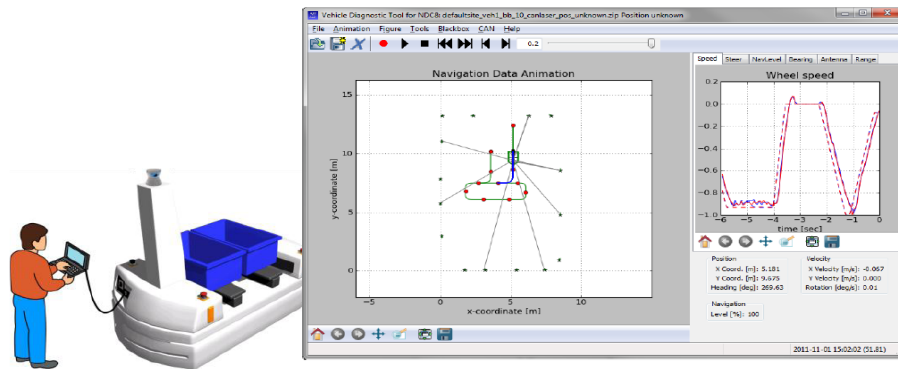 Vehicle Diagnostic Tool for NDC8: defaultsite_veh1_bb_10_canlaser_pos_unknown.zip Position unknown
File Animation Figure Tools Blackbox CAN Help
0.2
Speed Steer NavLevel Bearing Antenna Range
Navigation Data Animation
15
10
5
0
−5
0
5
10
y-coordinate [m]
x-coordinate [m]
Wheel speed
0.2
0.0
−0.2
−0.4
−0.6
−0.8
−1.0
−6 −5 −4 −3 −2 −1 0
time [sec]
Position
X Coord. [m]: 5.181
Y Coord. [m]: 9.675
Heading [deg]: 269.63
Velocity
X Velocity [m/s]: -0.067
Y Velocity [m/s]: 0.000
Rotation [deg/s]: 0.01
Navigation
Level [%]: 100
2011-11-01 15:02:02 (51.81)